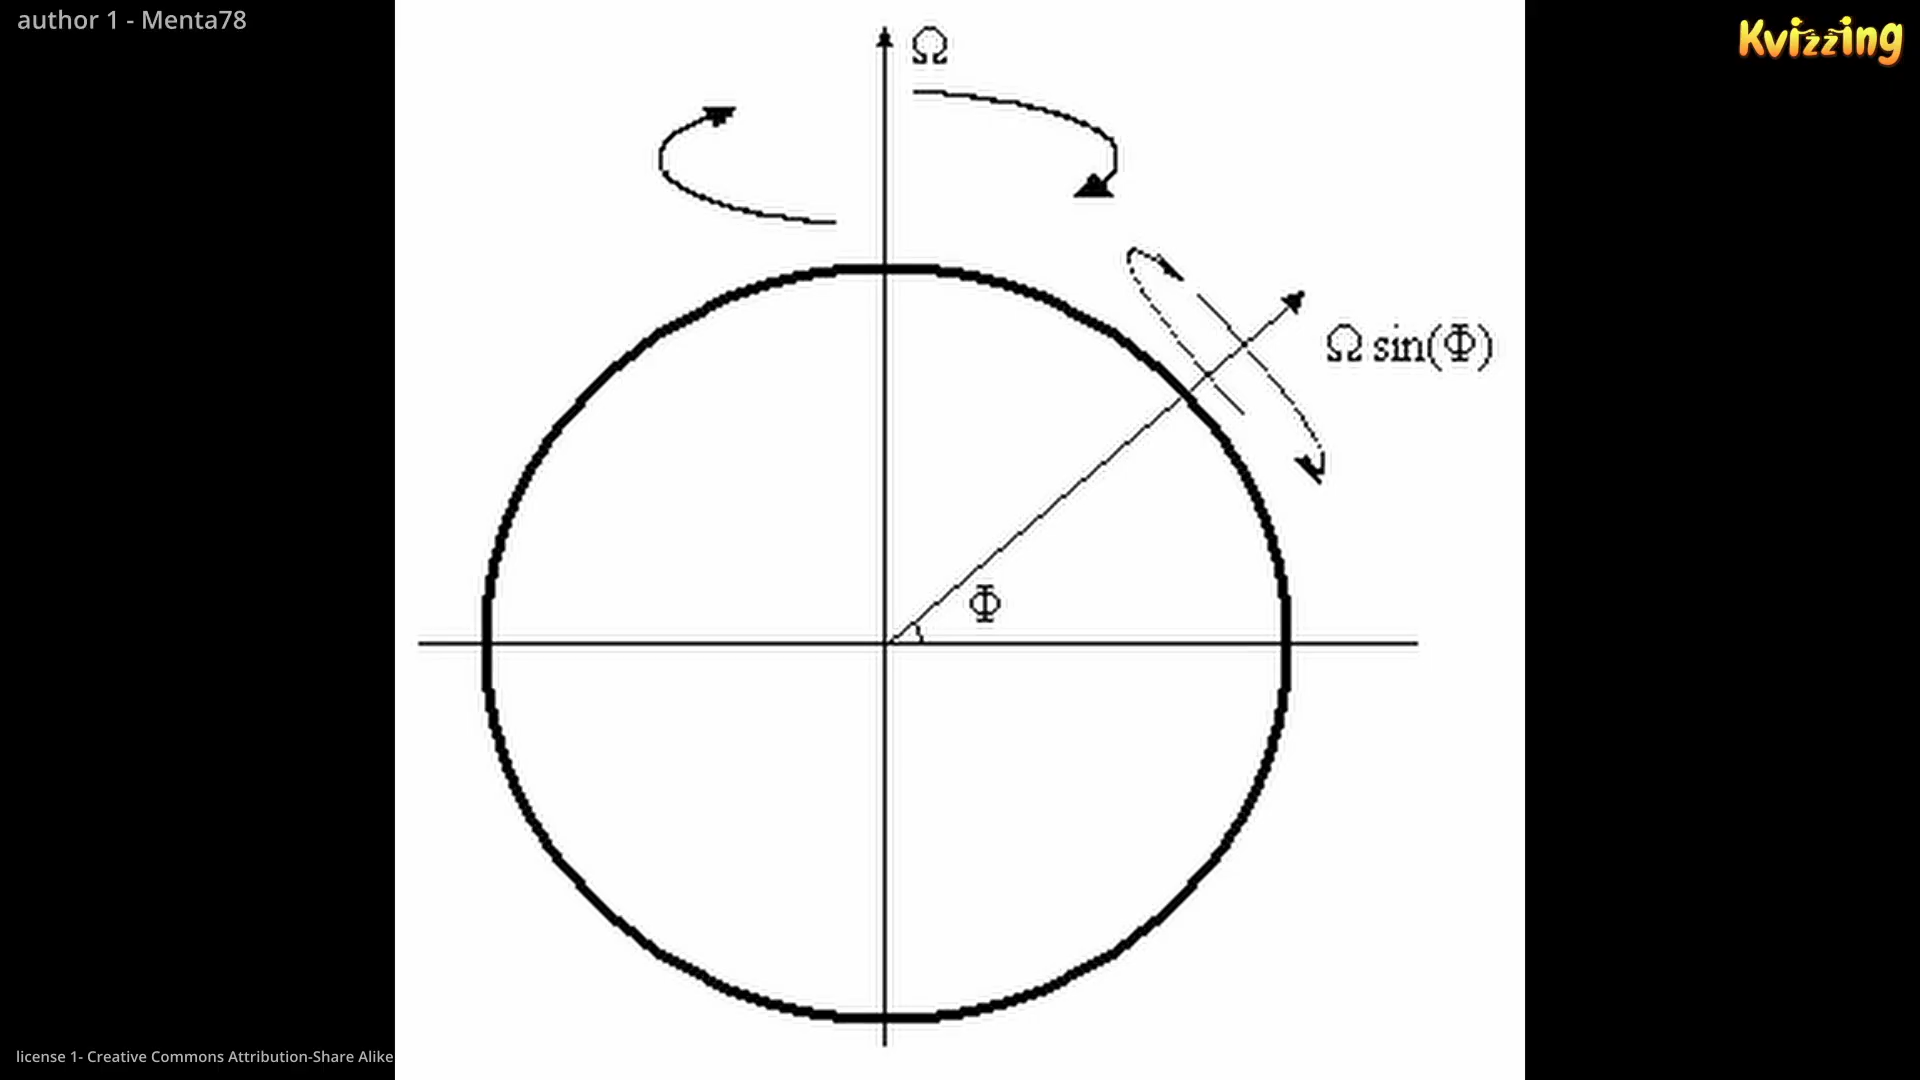 author 1 - Menta78
Kvizzing
Ω
Ω sin(Φ)
Φ
license 1- Creative Commons Attribution-Share Alike